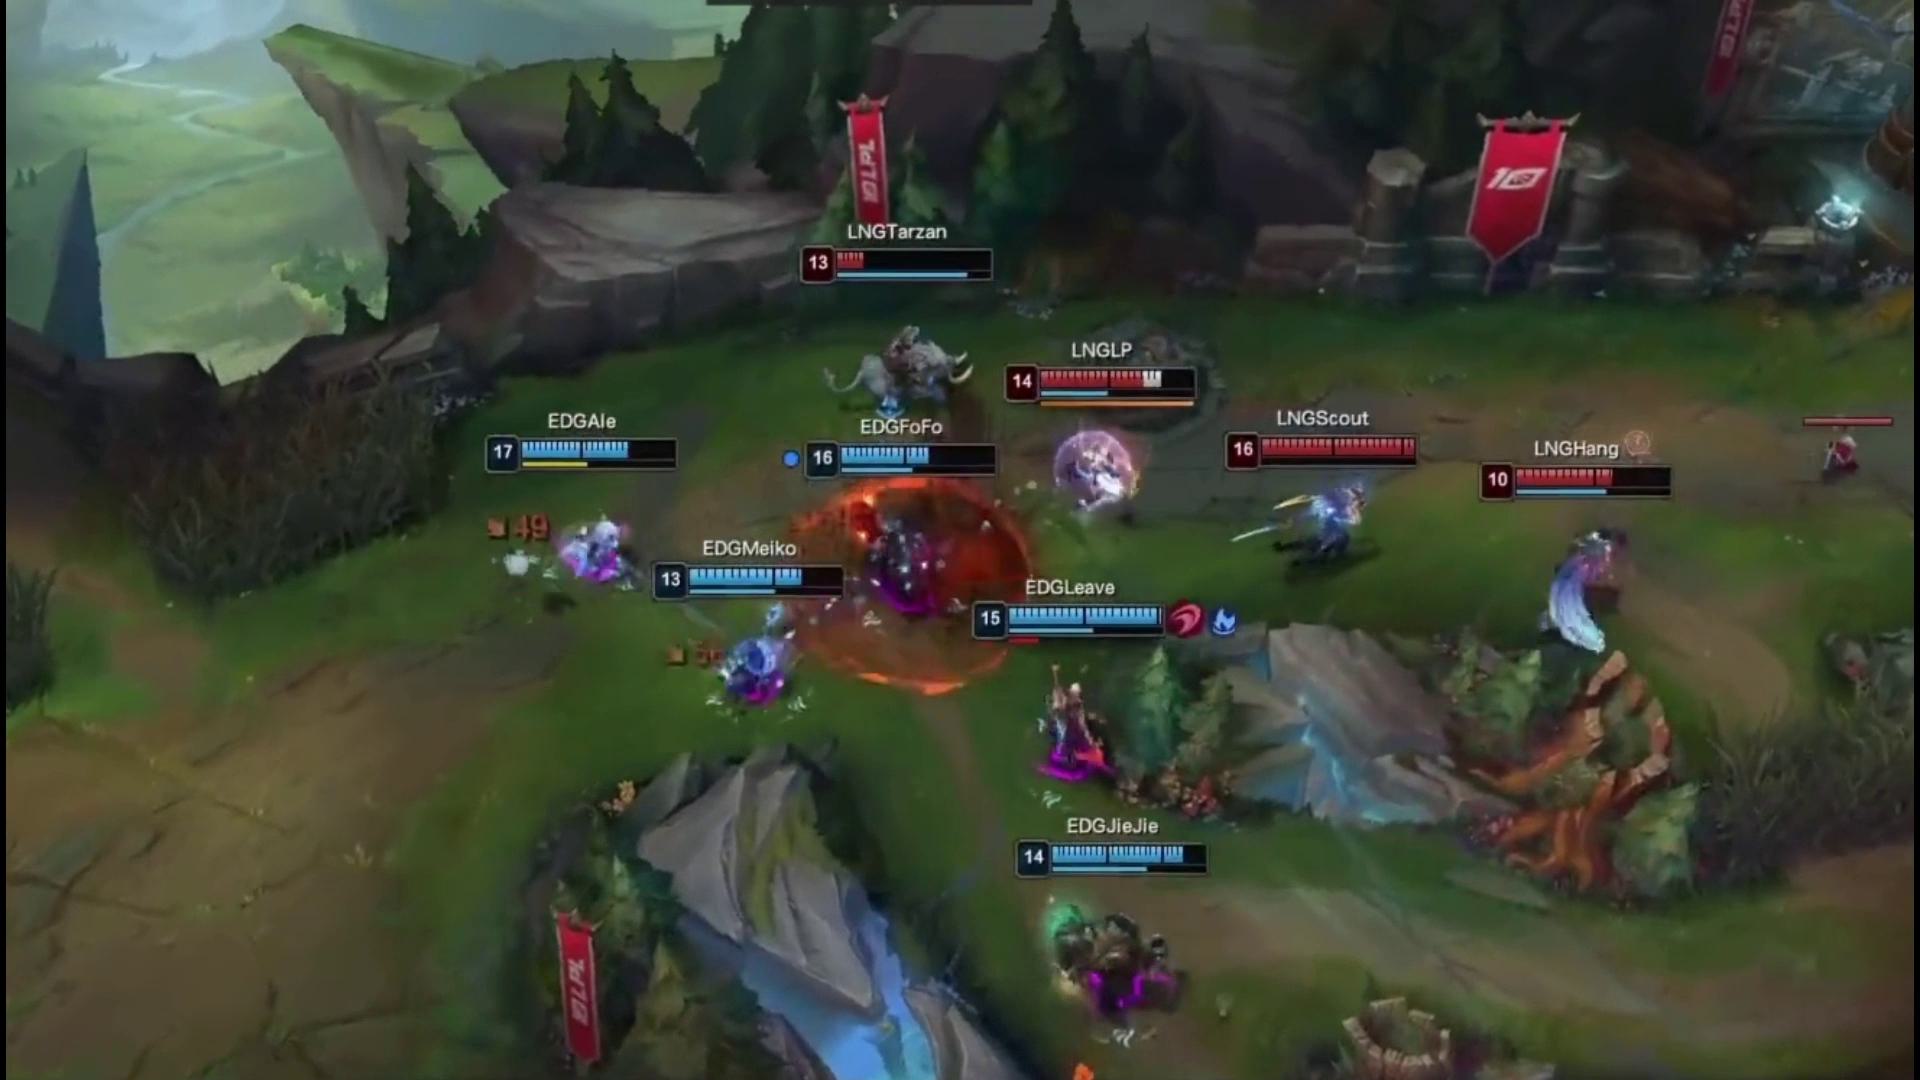 LPL
10
LNGTarzan
13
LNGLP
14
EDGAle
17
EDGFoFo
16
LNGScout
16
LNGHang
10
49
EDGMeiko
13
EDGLeave
15
EDGJieJie
14
LPL